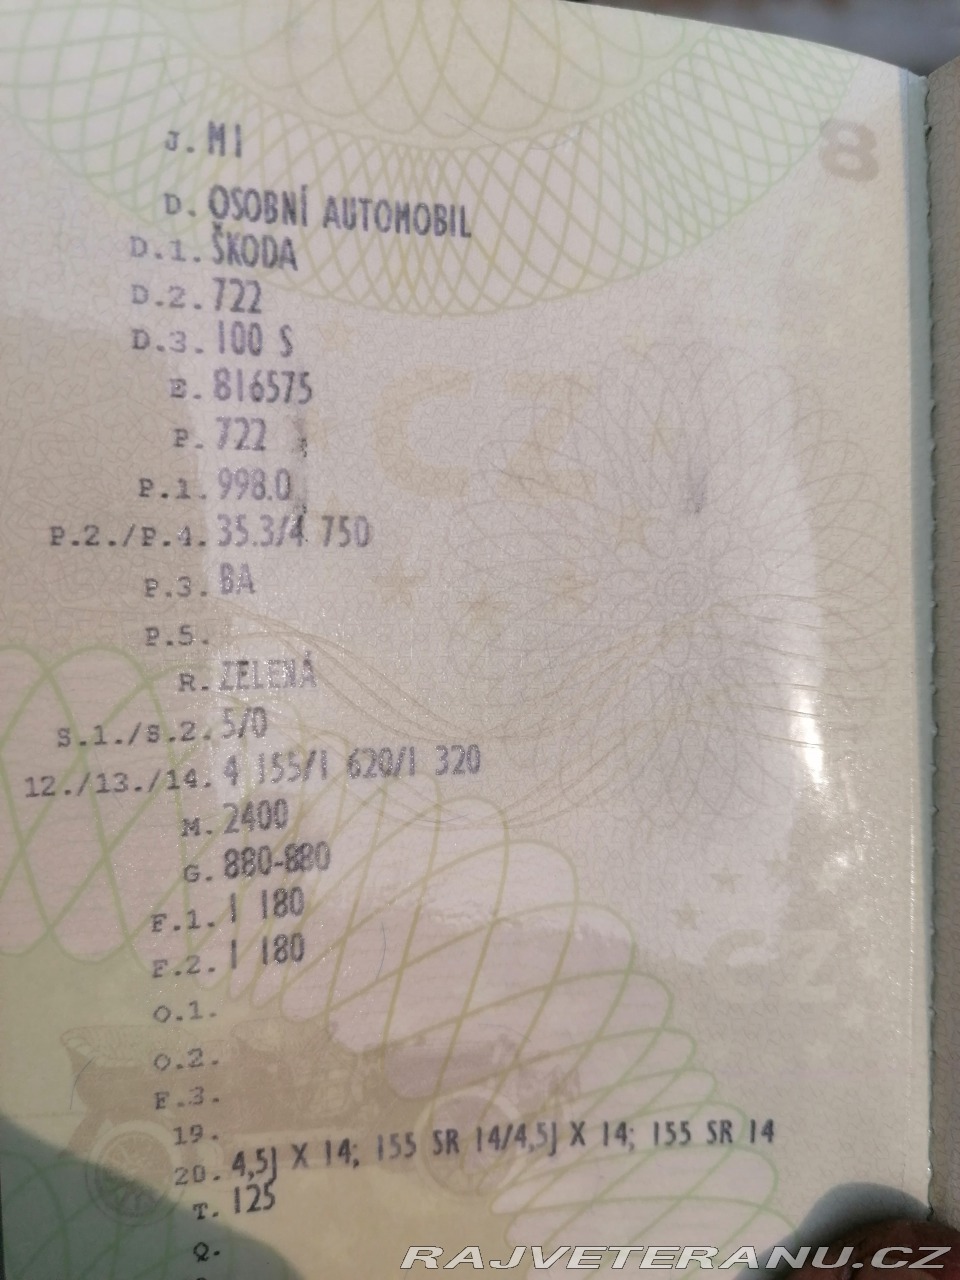 8
J. M1
D. OSOBNÍ AUTOMOBIL
D.1. ŠKODA
D.2. 722
D.3. 100 S
E. 816575
P. 722
CZ
P.1. 998.0
P.2./P.4. 35.3/4 750
P.3. BA
P.5.
R. ZELENÁ
S.1./S.2. 5/0
12./13./14. 4 155/1 620/1 320
M. 2400
G. 880-880
F.1. 1 180
F.2. 1 180
CZ
O.1.
O.2.
F.3.
19.
20. 4,5J X 14; 155 SR 14/4,5J X 14; 155 SR 14
T. 125
Q.
RAJVETERANU.CZ